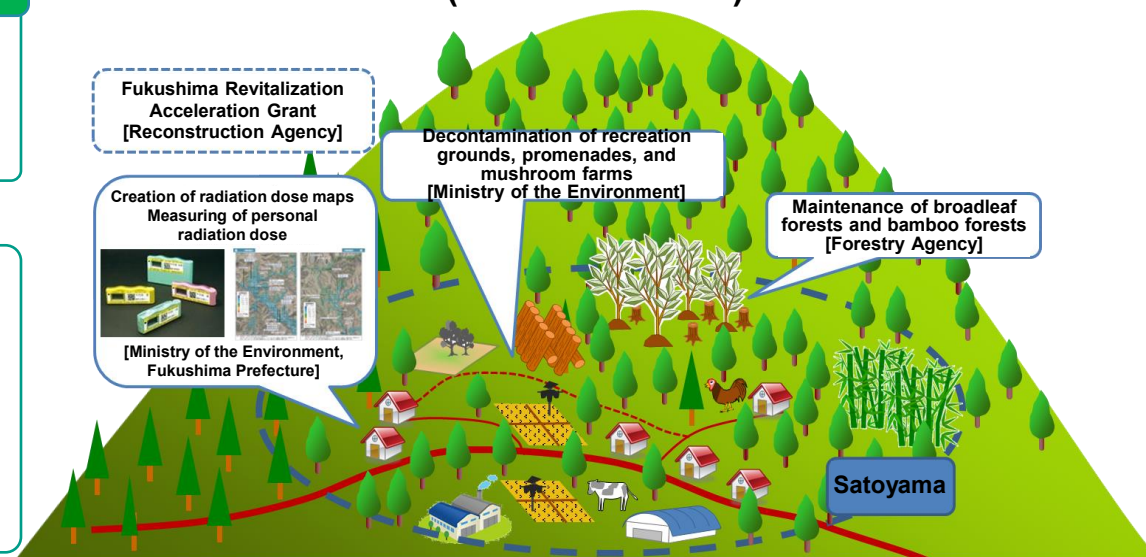 Fukushima Revitalization
Acceleration Grant
[Reconstruction Agency]
Decontamination of recreation
grounds, promenades, and
mushroom farms
[Ministry of the Environment]
Creation of radiation dose maps
Measuring of personal
radiation dose
[Ministry of the Environment,
Fukushima Prefecture]
Maintenance of broadleaf
forests and bamboo forests
[Forestry Agency]
Satoyama